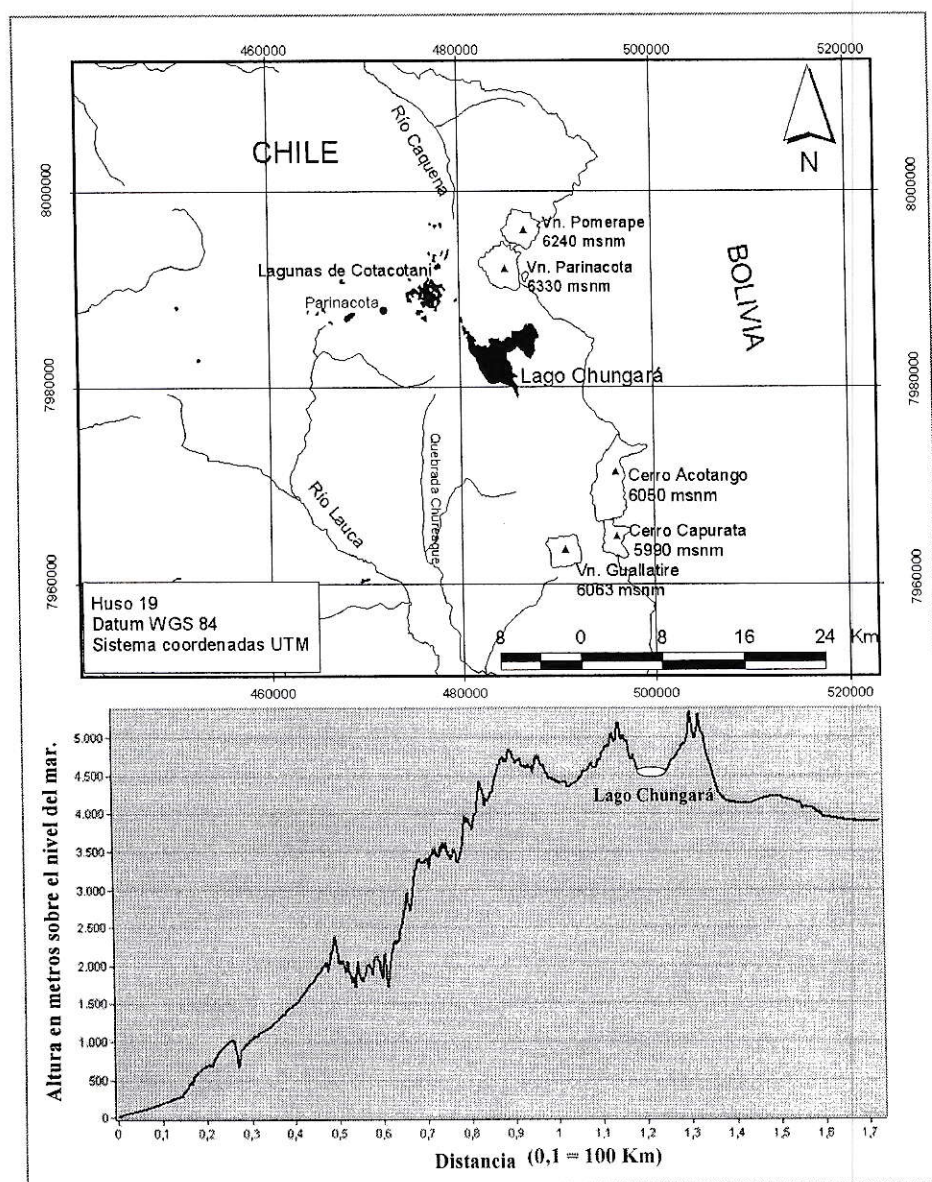 460000
480000
500000
520000
CHILE
Río Caquena
N
8000000
8000000
Vn. Pomerape
6240 msnm
Vn. Parinacota
6330 msnm
Lagunas de Cotacotani
Parinacota
BOLIVIA
Lago Chungará
7980000
7980000
Quebrada Chureaque
Río Lauca
Cerro Acotango
6050 msnm
Cerro Capurata
5990 msnm
Vn. Guallatire
6063 msnm
7960000
7960000
Huso 19
Datum WGS 84
Sistema coordenadas UTM
8 0 8 16 24 Km
460000
480000
500000
520000
Altura en metros sobre el nivel del mar.
5.000
4.500
4.000
3.500
3.000
2.500
2.000
1.500
1.000
500
0
Lago Chungará
0 0,1 0,2 0,3 0,4 0,5 0,6 0,7 0,8 0,9 1 1,1 1,2 1,3 1,4 1,5 1,6 1,7
Distancia (0,1 = 100 Km)